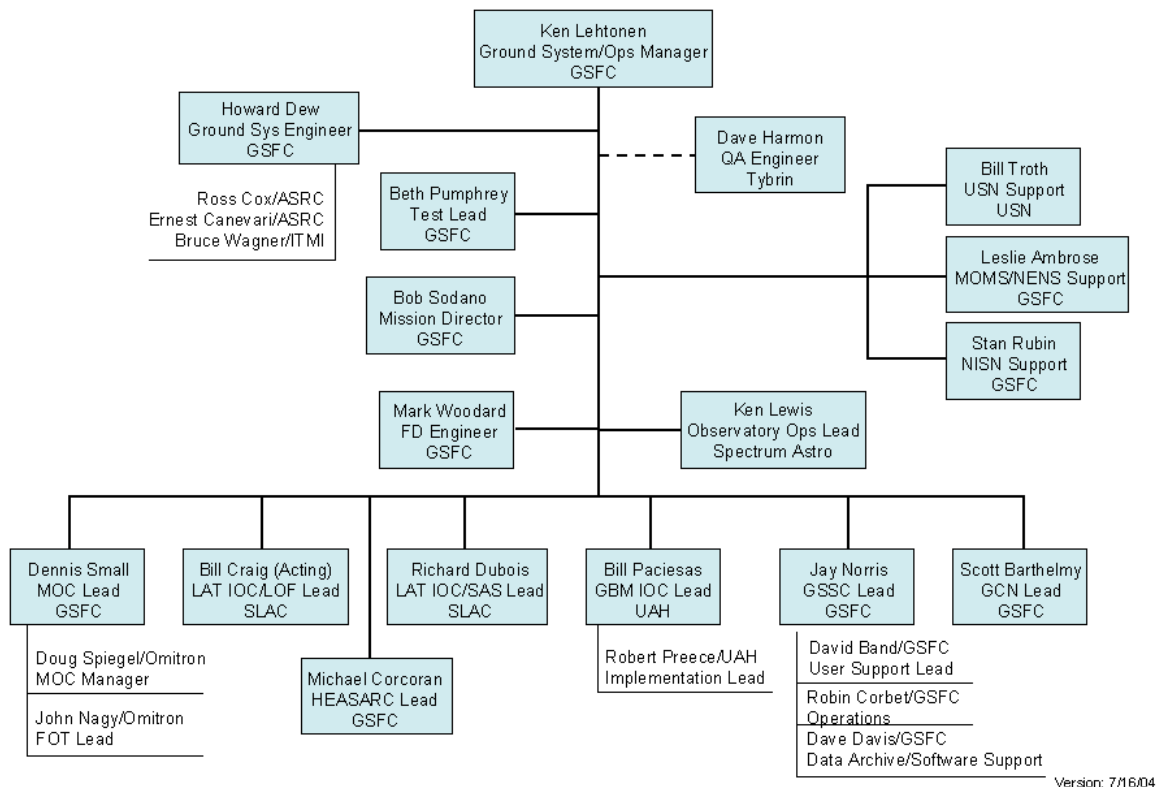 Ken Lehtonen
Ground System/Ops Manager
GSFC
Howard Dew
Ground Sys Engineer
GSFC
Ross Cox/ASRC
Ernest Canevari/ASRC
Bruce Wagner/ITMI
Dave Harmon
QA Engineer
Tybrin
Beth Pumphrey
Test Lead
GSFC
Bill Troth
USN Support
USN
Leslie Ambrose
MOMS/NENS Support
GSFC
Bob Sodano
Mission Director
GSFC
Stan Rubin
NISN Support
GSFC
Mark Woodard
FD Engineer
GSFC
Ken Lewis
Observatory Ops Lead
Spectrum Astro
Dennis Small
MOC Lead
GSFC
Doug Spiegel/Omitron
MOC Manager
John Nagy/Omitron
FOT Lead
Bill Craig (Acting)
LAT IOC/LOF Lead
SLAC
Michael Corcoran
HEASARC Lead
GSFC
Richard Dubois
LAT IOC/SAS Lead
SLAC
Bill Paciesas
GBM IOC Lead
UAH
Robert Preece/UAH
Implementation Lead
Jay Norris
GSSC Lead
GSFC
David Band/GSFC
User Support Lead
Robin Corbet/GSFC
Operations
Dave Davis/GSFC
Data Archive/Software Support
Scott Barthelmy
GCN Lead
GSFC
Version: 7/16/04